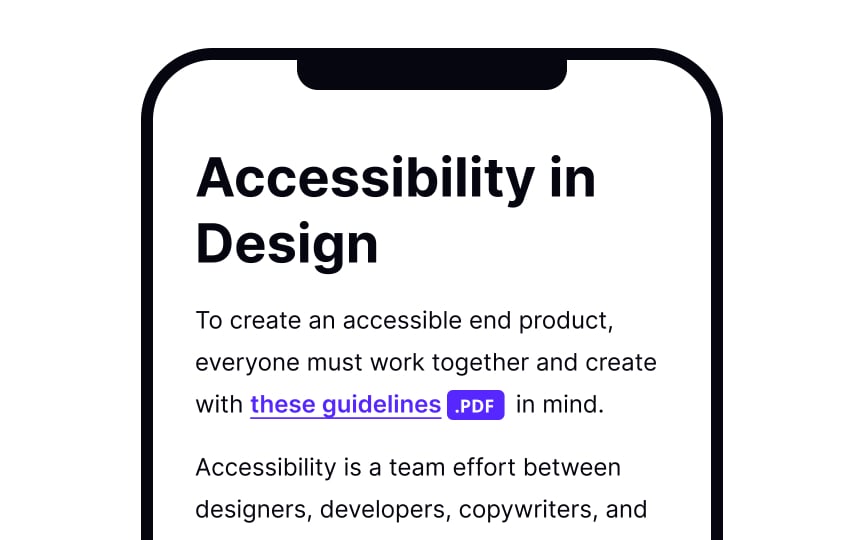 Accessibility in
Design
To create an accessible end product,
everyone must work together and create
with these guidelines .PDF in mind.
Accessibility is a team effort between
designers, developers, copywriters, and